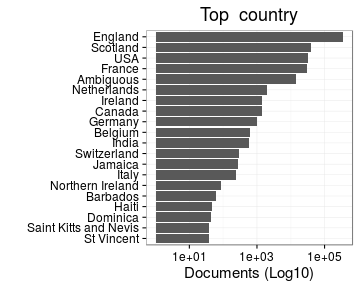 Top country
England
Scotland
USA
France
Ambiguous
Netherlands
Ireland
Canada
Germany
Belgium
India
Switzerland
Jamaica
Italy
Northern Ireland
Barbados
Haiti
Dominica
Saint Kitts and Nevis
St Vincent
1e+01 1e+03 1e+05
Documents (Log10)